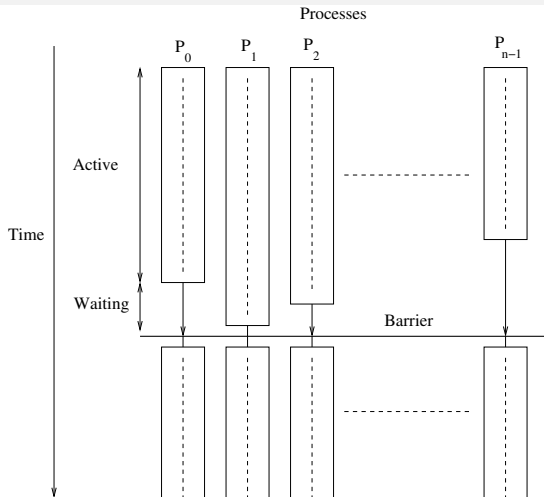 Processes
P0 P1 P2 Pn−1
Active
Time
Waiting
Barrier